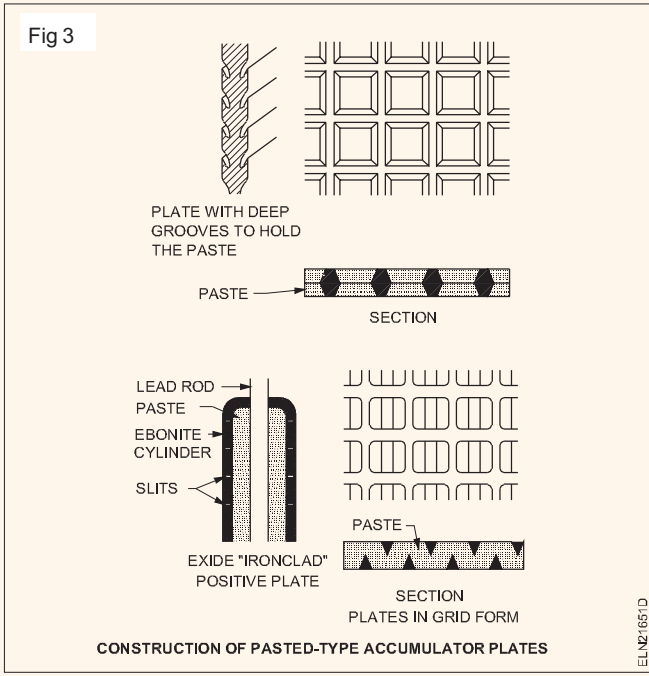 Fig 3
PLATE WITH DEEP
GROOVES TO HOLD
THE PASTE
PASTE
SECTION
LEAD ROD
PASTE
EBONITE
CYLINDER
SLITS
EXIDE "IRONCLAD"
POSITIVE PLATE
PASTE
SECTION
PLATES IN GRID FORM
CONSTRUCTION OF PASTED-TYPE ACCUMULATOR PLATES
ELN21651D